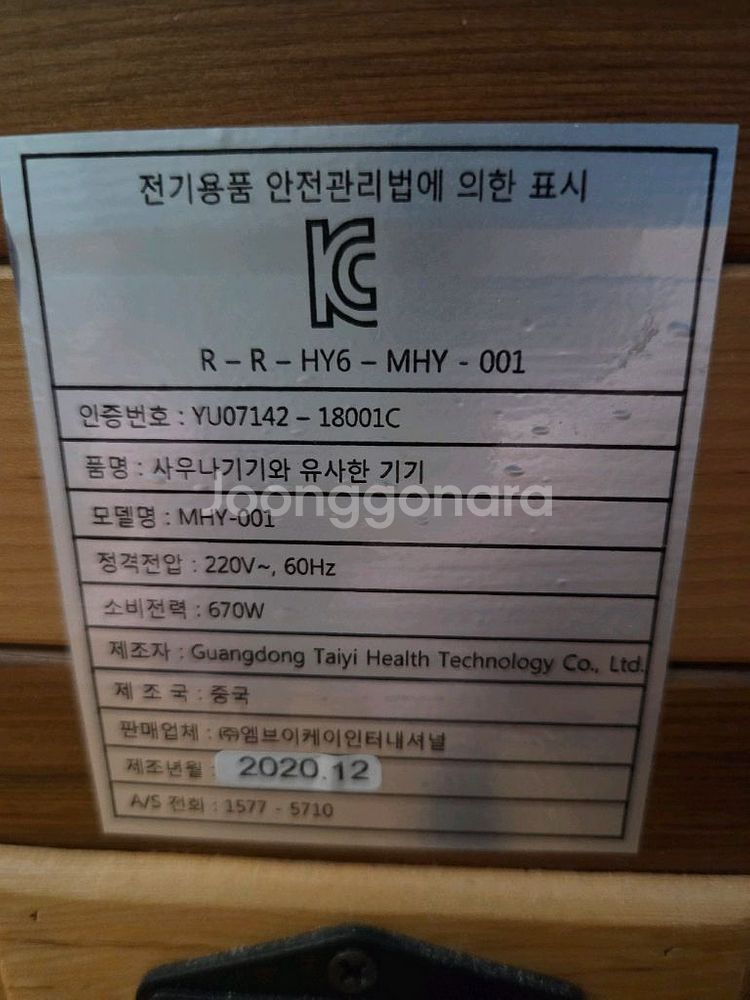 전기용품 안전관리법에 의한 표시
KC
R - R - HY6 - MHY - 001
인증번호 : YU07142 - 18001C
품명 : 사우나기기와 유사한 기기
Joonggonara
모델명 : MHY-001
정격전압 : 220V~, 60Hz
소비전력 : 670W
제조자 : Guangdong Taiyi Health Technology Co., Ltd.
제 조 국 : 중국
판매업체 : ㈜엠브이케이인터내셔널
제조년월 : 2020.12
A/S 전화 : 1577 - 5710